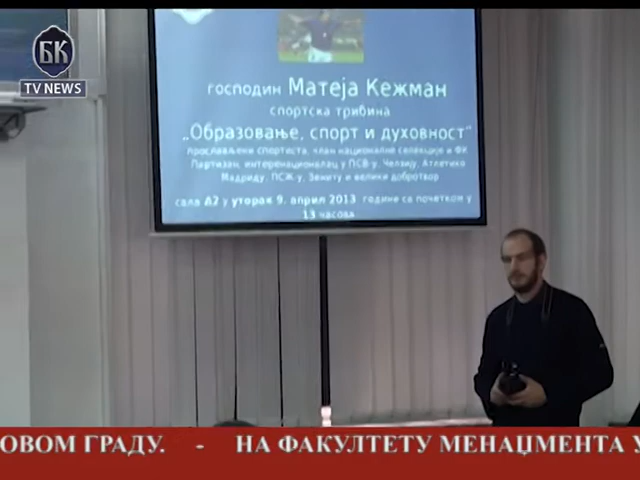 БК
TV NEWS
господин Матеја Кежман
спортска трибина
„Образовање, спорт и духовност“
прослављени спортиста, члан националне селекције и ФК
Партизан, интернационалац у ПСВ-у, Челзију, Атлетико
Мадриду, ПСЖ-у, Зениту и велики добротвор
сала А2 у уторак 9. април 2013 године са почетком у
13 часова
ОВОМ ГРАДУ. - НА ФАКУЛТЕТУ МЕНАЏМЕНТА У